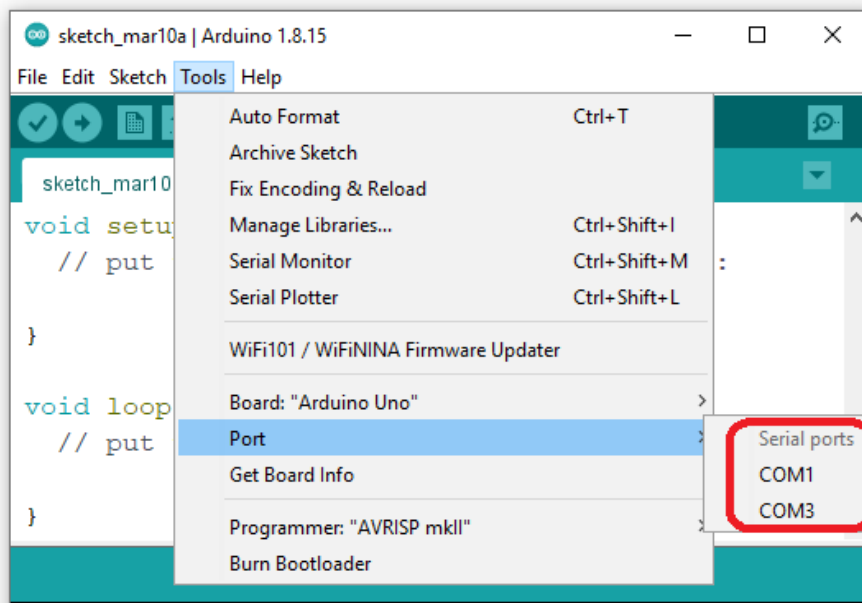 sketch_mar10a | Arduino 1.8.15
File Edit Sketch Tools Help
sketch_mar10
void setup
// put
:
}
void loop
// put
}
Auto Format Ctrl+T
Archive Sketch
Fix Encoding & Reload
Manage Libraries... Ctrl+Shift+I
Serial Monitor Ctrl+Shift+M
Serial Plotter Ctrl+Shift+L
WiFi101 / WiFiNINA Firmware Updater
Board: "Arduino Uno"
Port
Get Board Info
Programmer: "AVRISP mkII"
Burn Bootloader
Serial ports
COM1
COM3